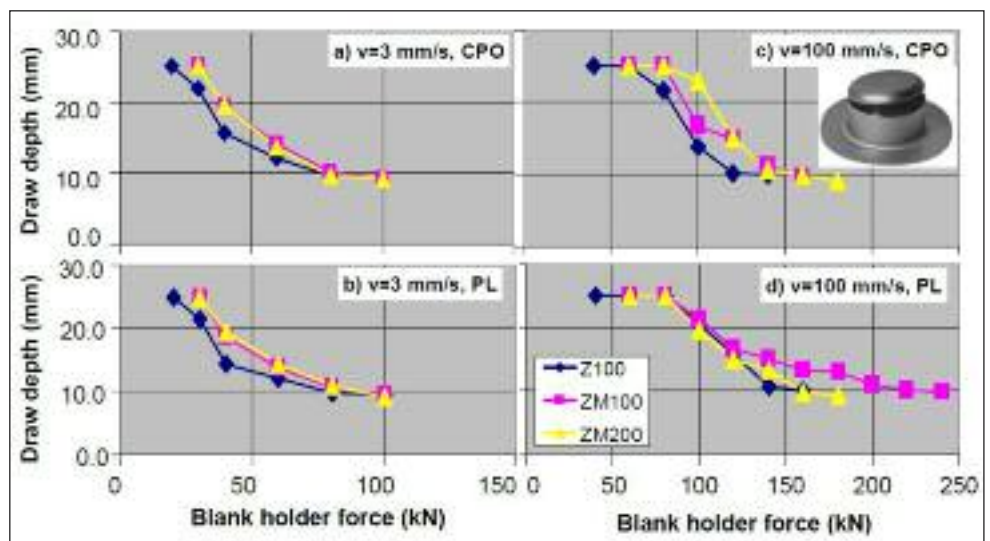 30.0
20.0
10.0
0.0
Draw depth (mm)
a) v=3 mm/s, CPO
c) v=100 mm/s, CPO
30.0
20.0
10.0
0.0
Draw depth (mm)
b) v=3 mm/s, PL
d) v=100 mm/s, PL
Z100
ZM100
ZM200
0 50 100 150
0 50 100 150 200 250
Blank holder force (kN)
Blank holder force (kN)